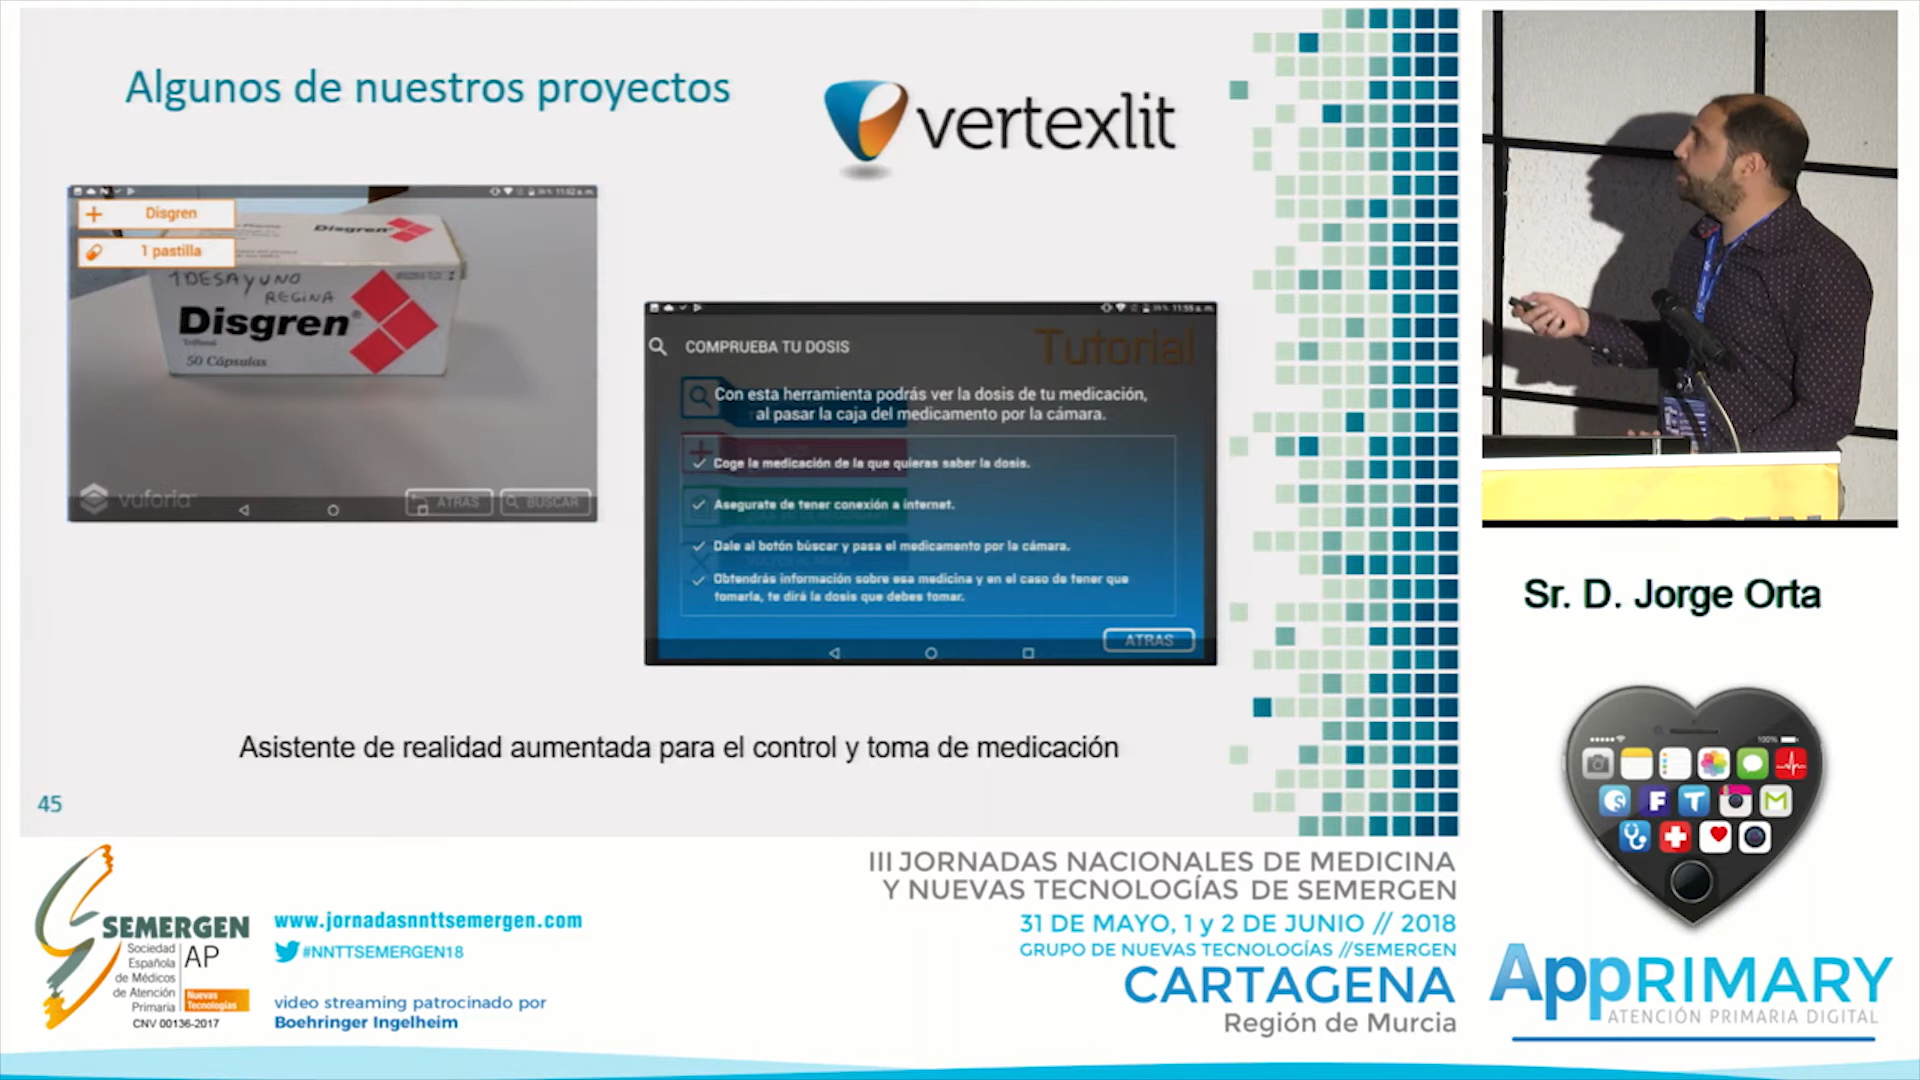 Algunos de nuestros proyectos
vertexlit
Disgren
1 pastilla
Disgren
1 DESAYUNO
REGINA
Disgren®
50 Cápsulas
vuforia
ATRAS
BUSCAR
11:55 a. m.
Tutorial
COMPRUEBA TU DOSIS
Con esta herramienta podrás ver la dosis de tu medicación,
al pasar la caja del medicamento por la cámara.
Coge la medicación de la que quieras saber la dosis.
Asegurate de tener conexión a internet.
Dale al botón búscar y pasa el medicamento por la cámara.
Obtendrás información sobre esa medicina y en el caso de tener que
tomarla, te dirá la dosis que debes tomar.
ATRAS
Asistente de realidad aumentada para el control y toma de medicación
45
Sr. D. Jorge Orta
100%
SEMERGEN
Sociedad
Española
de Médicos
de Atención
Primaria
AP
Nuevas
Tecnologías
CNV 00136-2017
www.jornadasnnttsemergen.com
#NNTTSEMERGEN18
video streaming patrocinado por
Boehringer Ingelheim
III JORNADAS NACIONALES DE MEDICINA
Y NUEVAS TECNOLOGÍAS DE SEMERGEN
31 DE MAYO, 1 y 2 DE JUNIO // 2018
GRUPO DE NUEVAS TECNOLOGÍAS //SEMERGEN
CARTAGENA
Región de Murcia
AppRIMARY
ATENCIÓN PRIMARIA DIGITAL